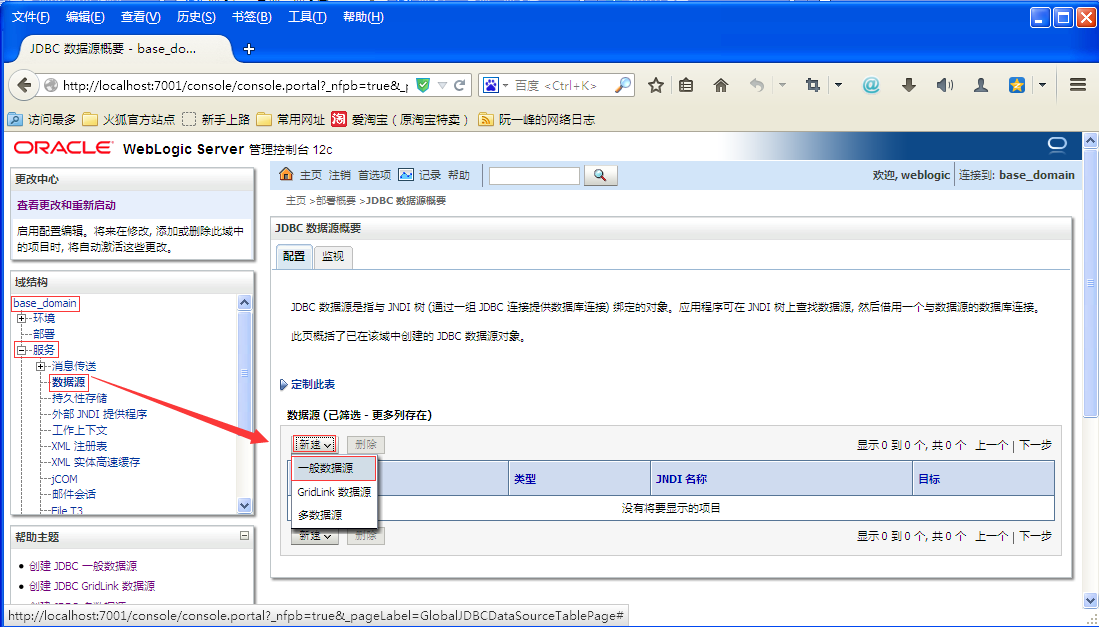 文件(F) 编辑(E) 查看(V) 历史(S) 书签(B) 工具(T) 帮助(H)
JDBC 数据源概要 - base_do...
http://localhost:7001/console/console.portal?_nfpb=true&_p
百度 <Ctrl+K>
访问最多 火狐官方站点 新手上路 常用网址 淘 爱淘宝（原淘宝特卖） 阮一峰的网络日志
ORACLE WebLogic Server 管理控制台 12c
更改中心
查看更改和重新启动
启用配置编辑。将来在修改, 添加或删除此域中
的项目时, 将自动激活这些更改。
域结构
base_domain
环境
部署
服务
消息传送
数据源
持久性存储
外部 JNDI 提供程序
工作上下文
XML 注册表
XML 实体高速缓存
jCOM
邮件会话
File T3
帮助主题
创建 JDBC 一般数据源
创建 JDBC GridLink 数据源
主页 注销 首选项 记录 帮助
欢迎, weblogic 连接到: base_domain
主页 >部署概要 >JDBC 数据源概要
JDBC 数据源概要
配置 监视
JDBC 数据源是指与 JNDI 树 (通过一组 JDBC 连接提供数据库连接) 绑定的对象。应用程序可在 JNDI 树上查找数据源, 然后借用一个与数据源的数据库连接。
此页概括了已在该域中创建的 JDBC 数据源对象。
定制此表
数据源 (已筛选 - 更多列存在)
新建 删除 显示 0 到 0 个, 共 0 个 上一个 | 下一步
一般数据源
GridLink 数据源
多数据源
类型 JNDI 名称 目标
没有将要显示的项目
新建 删除 显示 0 到 0 个, 共 0 个 上一个 | 下一步
http://localhost:7001/console/console.portal?_nfpb=true&_pageLabel=GlobalJDBCDataSourceTablePage#